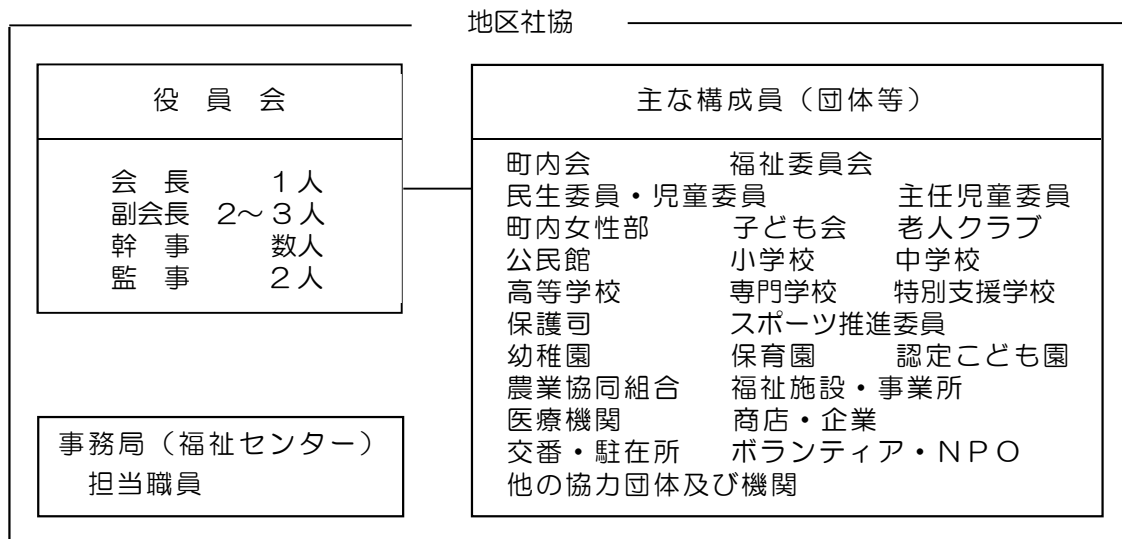 地区社協
役 員 会
会 長 1人
副会長 2~3人
幹 事 数人
監 事 2人
主な構成員(団体等)
町内会 福祉委員会
民生委員・児童委員 主任児童委員
町内女性部 子ども会 老人クラブ
公民館 小学校 中学校
高等学校 専門学校 特別支援学校
保護司 スポーツ推進委員
幼稚園 保育園 認定こども園
農業協同組合 福祉施設・事業所
医療機関 商店・企業
交番・駐在所 ボランティア・NPO
他の協力団体及び機関
事務局(福祉センター)
担当職員